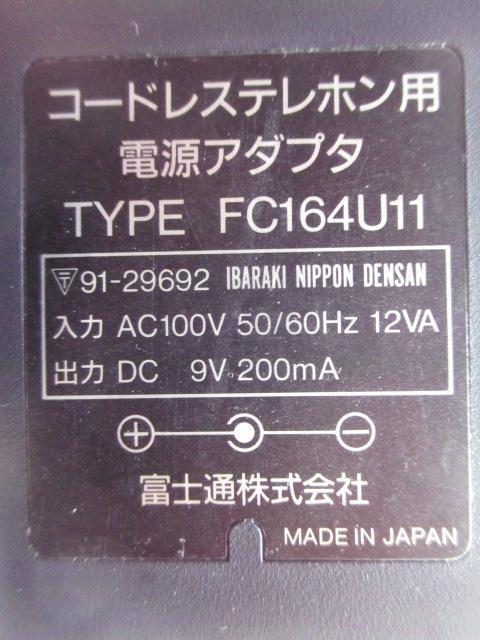 コードレステレホン用
電源アダプタ
TYPE FC164U11
〒91-29692 IBARAKI NIPPON DENSAN
入力 AC100V 50/60Hz 12VA
出力 DC 9V 200mA
+ -
富士通株式会社
MADE IN JAPAN